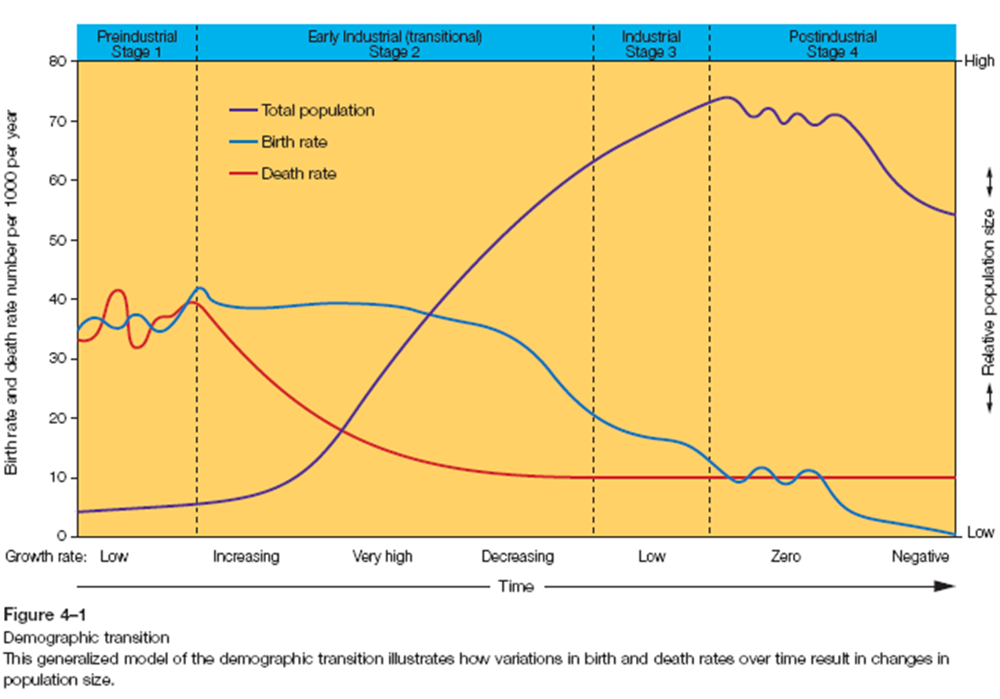 Preindustrial
Stage 1
Early Industrial (transitional)
Stage 2
Industrial
Stage 3
Postindustrial
Stage 4
80
70
60
50
40
30
20
10
0
Birth rate and death rate number per 1000 per year
Total population
Birth rate
Death rate
High
Relative population size
Low
Growth rate: Low Increasing Very high Decreasing Low Zero Negative
Time
Figure 4–1
Demographic transition
This generalized model of the demographic transition illustrates how variations in birth and death rates over time result in changes in
population size.